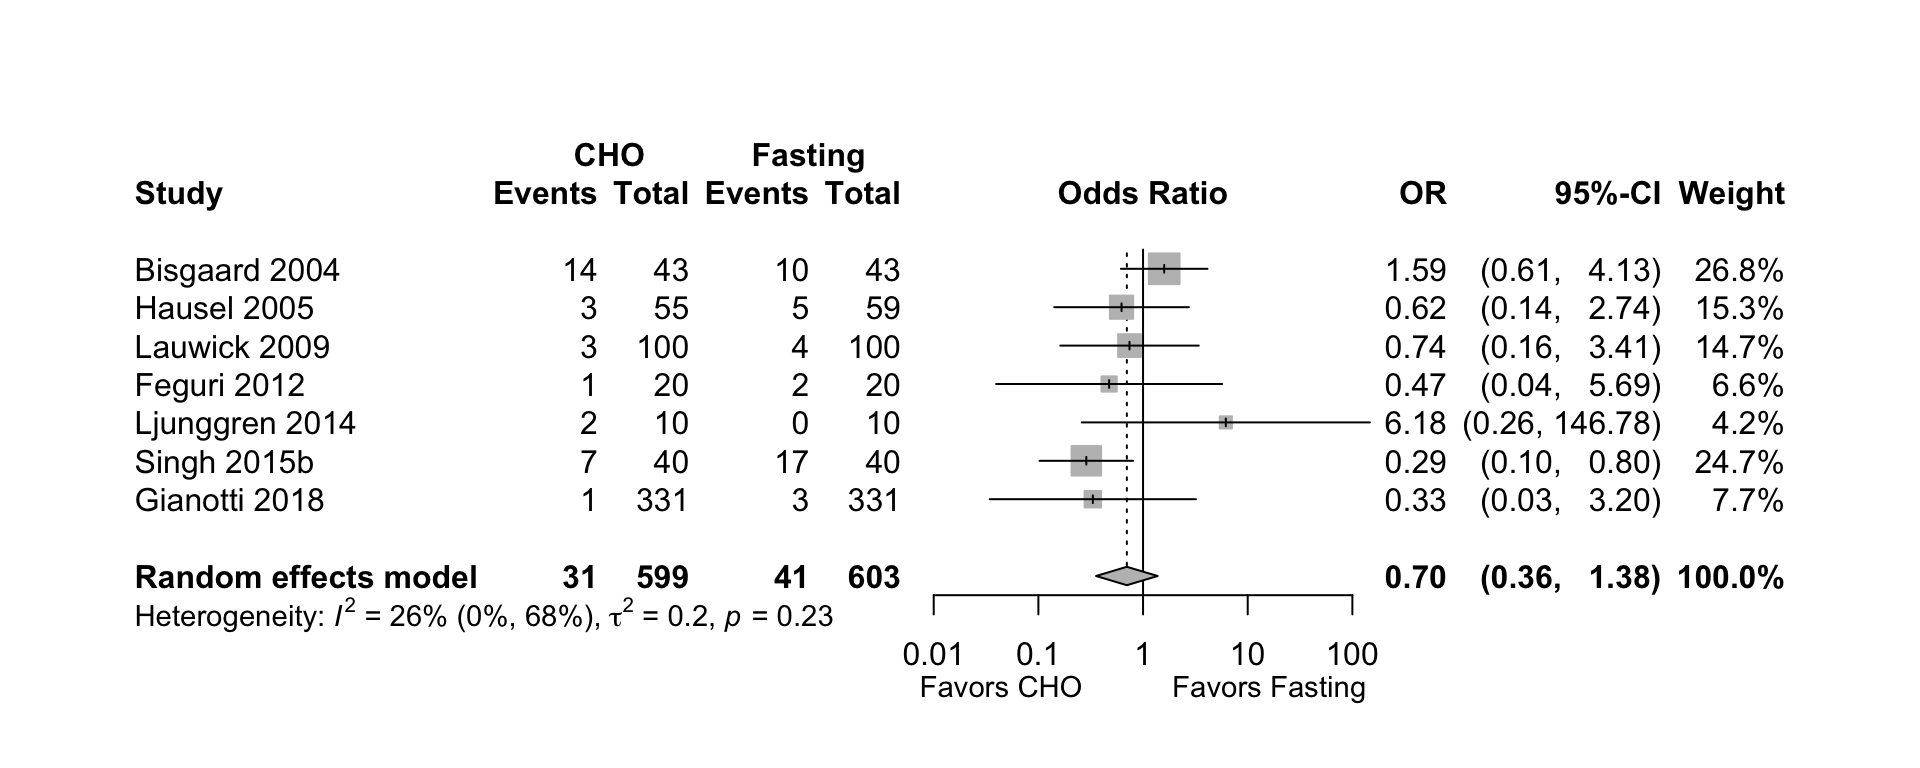 CHO Fasting
Study Events Total Events Total Odds Ratio OR 95%-CI Weight
Bisgaard 2004 14 43 10 43 1.59 (0.61, 4.13) 26.8%
Hausel 2005 3 55 5 59 0.62 (0.14, 2.74) 15.3%
Lauwick 2009 3 100 4 100 0.74 (0.16, 3.41) 14.7%
Feguri 2012 1 20 2 20 0.47 (0.04, 5.69) 6.6%
Ljunggren 2014 2 10 0 10 6.18 (0.26, 146.78) 4.2%
Singh 2015b 7 40 17 40 0.29 (0.10, 0.80) 24.7%
Gianotti 2018 1 331 3 331 0.33 (0.03, 3.20) 7.7%
Random effects model 31 599 41 603 0.70 (0.36, 1.38) 100.0%
Heterogeneity: I² = 26% (0%, 68%), τ² = 0.2, p = 0.23
0.01 0.1 1 10 100
Favors CHO Favors Fasting